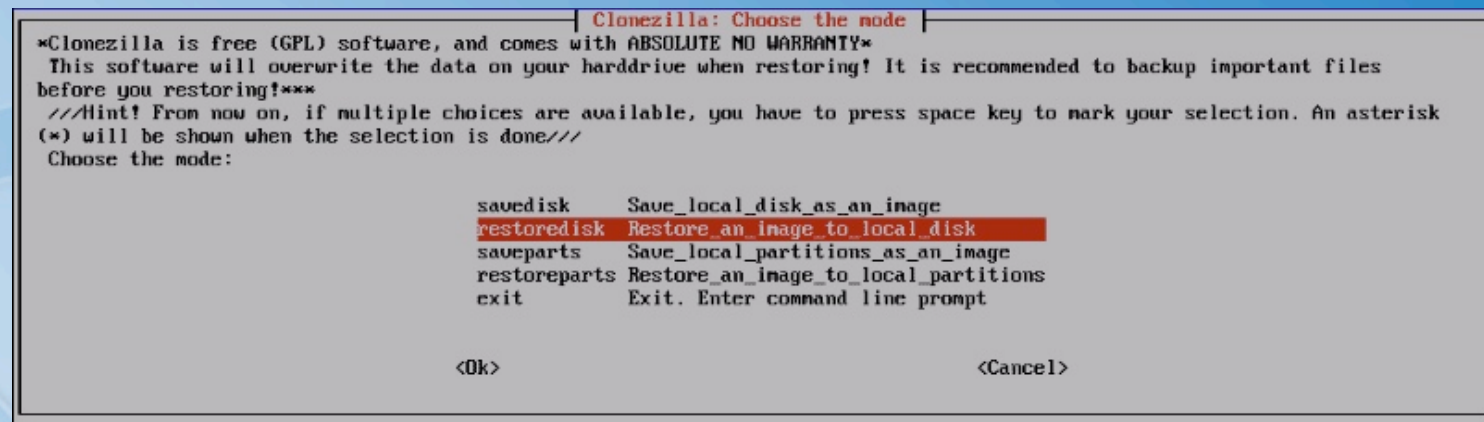 Clonezilla: Choose the mode
*Clonezilla is free (GPL) software, and comes with ABSOLUTE NO WARRANTY*
This software will overwrite the data on your harddrive when restoring! It is recommended to backup important files
before you restoring!***
///Hint! From now on, if multiple choices are available, you have to press space key to mark your selection. An asterisk
(*) will be shown when the selection is done///
Choose the mode:
savedisk Save_local_disk_as_an_image
restoredisk Restore_an_image_to_local_disk
saveparts Save_local_partitions_as_an_image
restoreparts Restore_an_image_to_local_partitions
exit Exit. Enter command line prompt
<Ok> <Cancel>